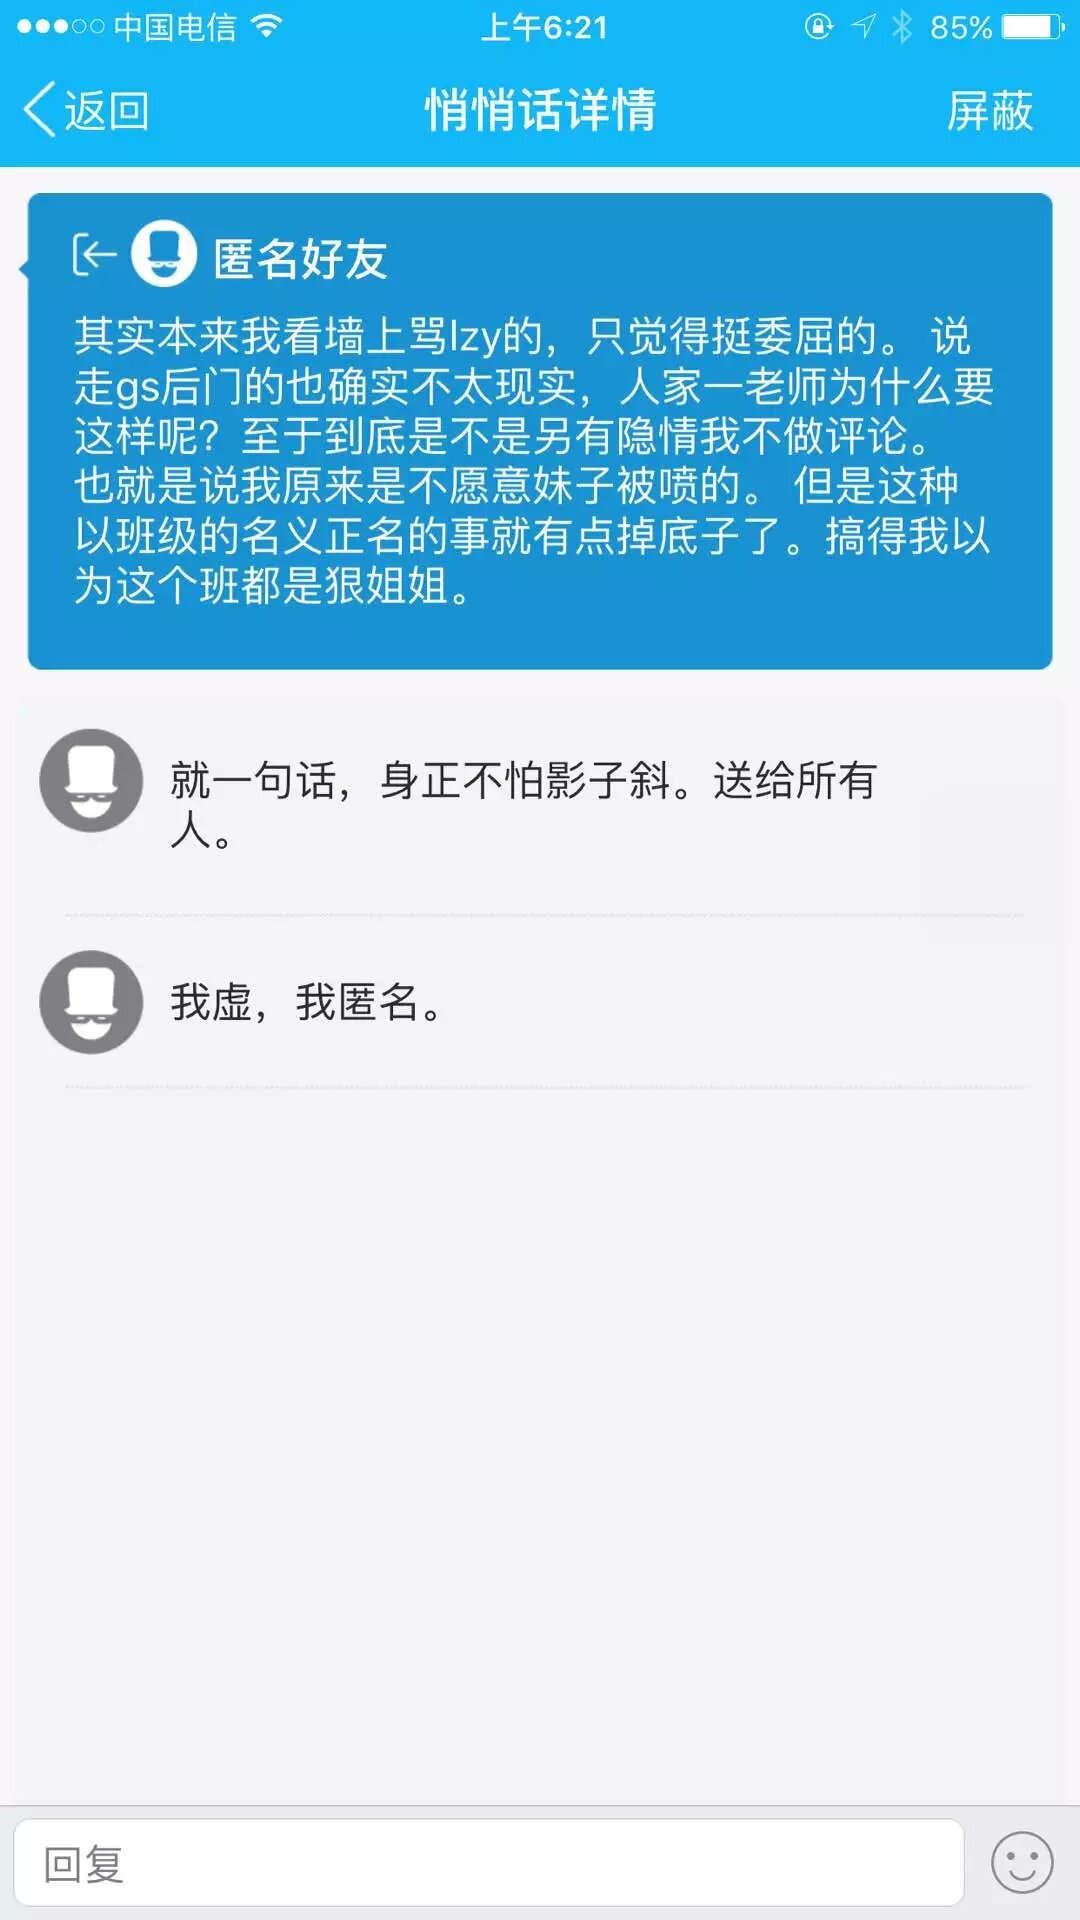 中国电信
上午6:21
85%
返回
悄悄话详情
屏蔽
匿名好友
其实本来我看墙上骂lzy的，只觉得挺委屈的。 说
走gs后门的也确实不太现实，人家一老师为什么要
这样呢？至于到底是不是另有隐情我不做评论。
也就是说我原来是不愿意妹子被喷的。 但是这种
以班级的名义正名的事就有点掉底子了。搞得我以
为这个班都是狠姐姐。
就一句话，身正不怕影子斜。送给所有
人。
我虚，我匿名。
回复